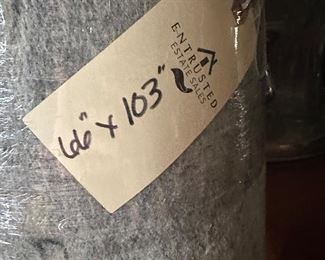 ENTRUSTED
ESTATE SALES
66" x 103"